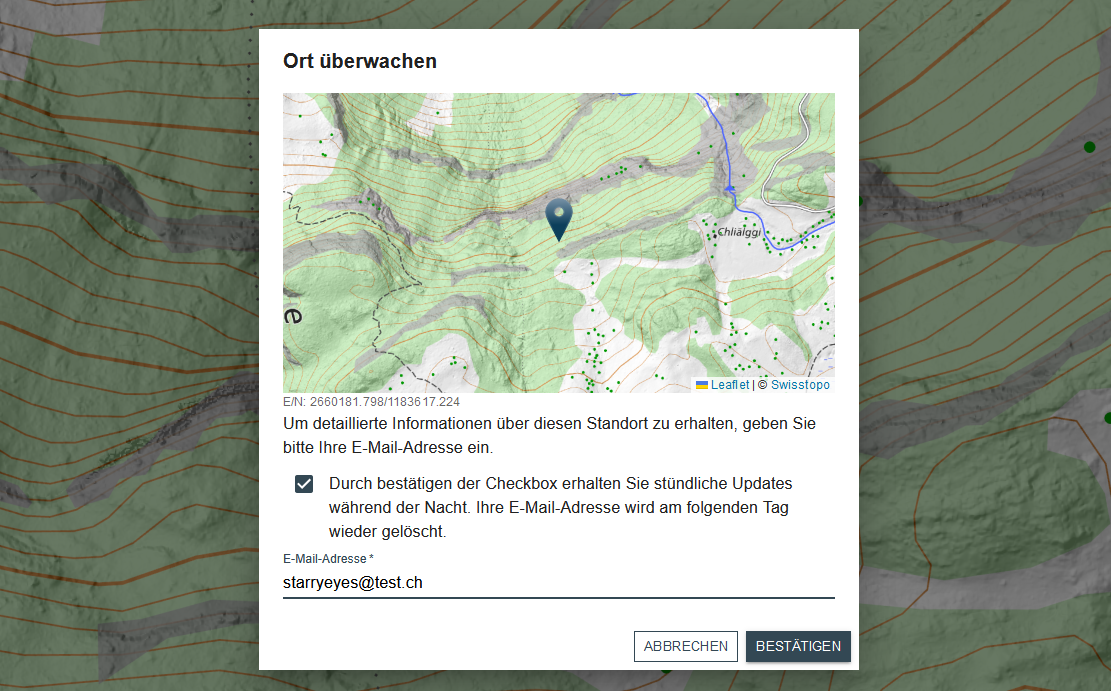 Ort überwachen
Chliälggi
e
Leaflet | © Swisstopo
E/N: 2660181.798/1183617.224
Um detaillierte Informationen über diesen Standort zu erhalten, geben Sie
bitte Ihre E-Mail-Adresse ein.
Durch bestätigen der Checkbox erhalten Sie stündliche Updates
während der Nacht. Ihre E-Mail-Adresse wird am folgenden Tag
wieder gelöscht.
E-Mail-Adresse *
starryeyes@test.ch
ABBRECHEN
BESTÄTIGEN